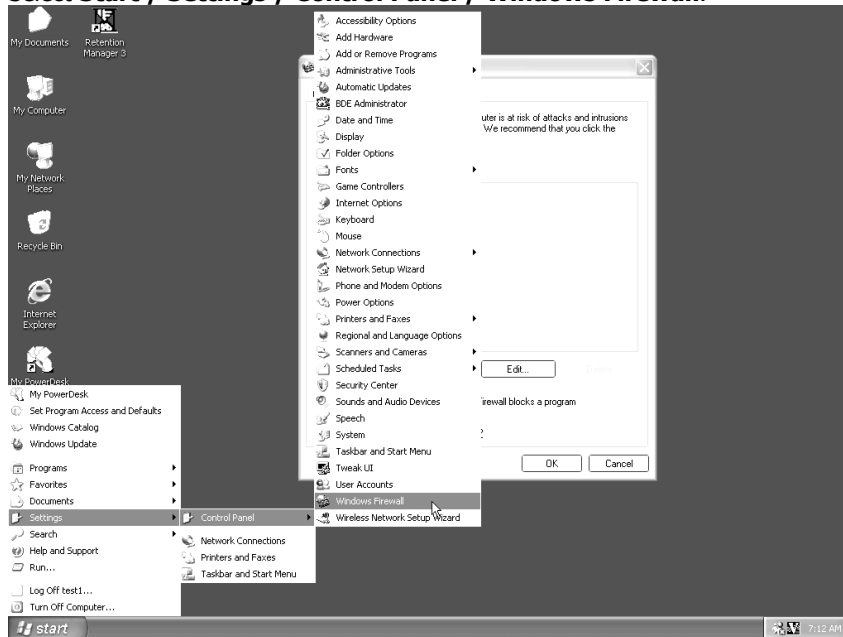 Select Start / Settings / Control Panel / Windows Firewall.
My Documents
Retention
Manager 3
My Computer
My Network
Places
Recycle Bin
Internet
Explorer
My PowerDesk
Accessibility Options
Add Hardware
Add or Remove Programs
Administrative Tools
Automatic Updates
BDE Administrator
Date and Time
Display
Folder Options
Fonts
Game Controllers
Internet Options
Keyboard
Mouse
Network Connections
Network Setup Wizard
Phone and Modem Options
Power Options
Printers and Faxes
Regional and Language Options
Scanners and Cameras
Scheduled Tasks
Security Center
Sounds and Audio Devices
Speech
System
Taskbar and Start Menu
Tweak UI
User Accounts
Windows Firewall
Wireless Network Setup Wizard
uter is at risk of attacks and intrusions
We recommend that you click the
Edit...
Delete
irewall blocks a program
?
OK
Cancel
My PowerDesk
Set Program Access and Defaults
Windows Catalog
Windows Update
Programs
Favorites
Documents
Settings
Search
Help and Support
Run...
Log Off test1...
Turn Off Computer...
Control Panel
Network Connections
Printers and Faxes
Taskbar and Start Menu
start
7:12 AM